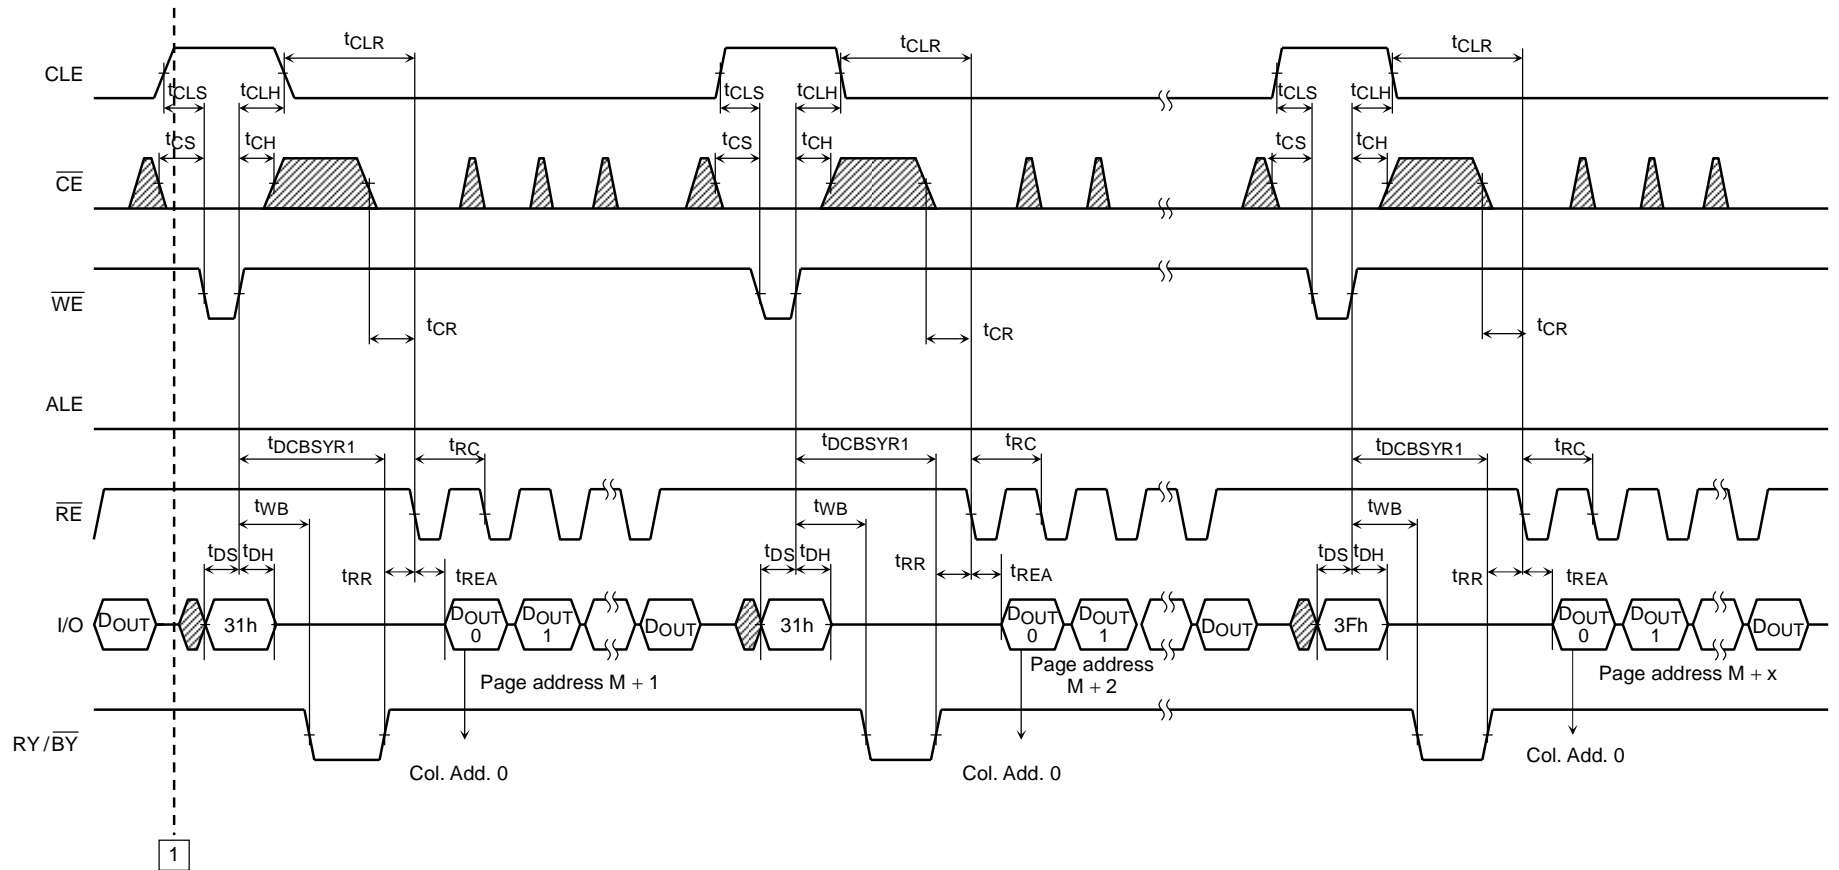 tCLR tCLR tCLR
CLE
tCLS tCLH tCLS tCLH tCLS tCLH
tCS tCH tCS tCH tCS tCH
CE
WE
tCR tCR tCR
ALE
tDCBSYR1 tRC tDCBSYR1 tRC tDCBSYR1 tRC
RE
tWB tWB tWB
tDS tDH tDS tDH tDS tDH
tRR tREA tRR tREA tRR tREA
I/O DOUT 31h DOUT 0 DOUT 1 DOUT 31h DOUT 0 DOUT 1 DOUT 3Fh DOUT 0 DOUT 1 DOUT
Page address M + 1
Page address
M + 2
Page address M + x
RY/BY
Col. Add. 0 Col. Add. 0 Col. Add. 0
1